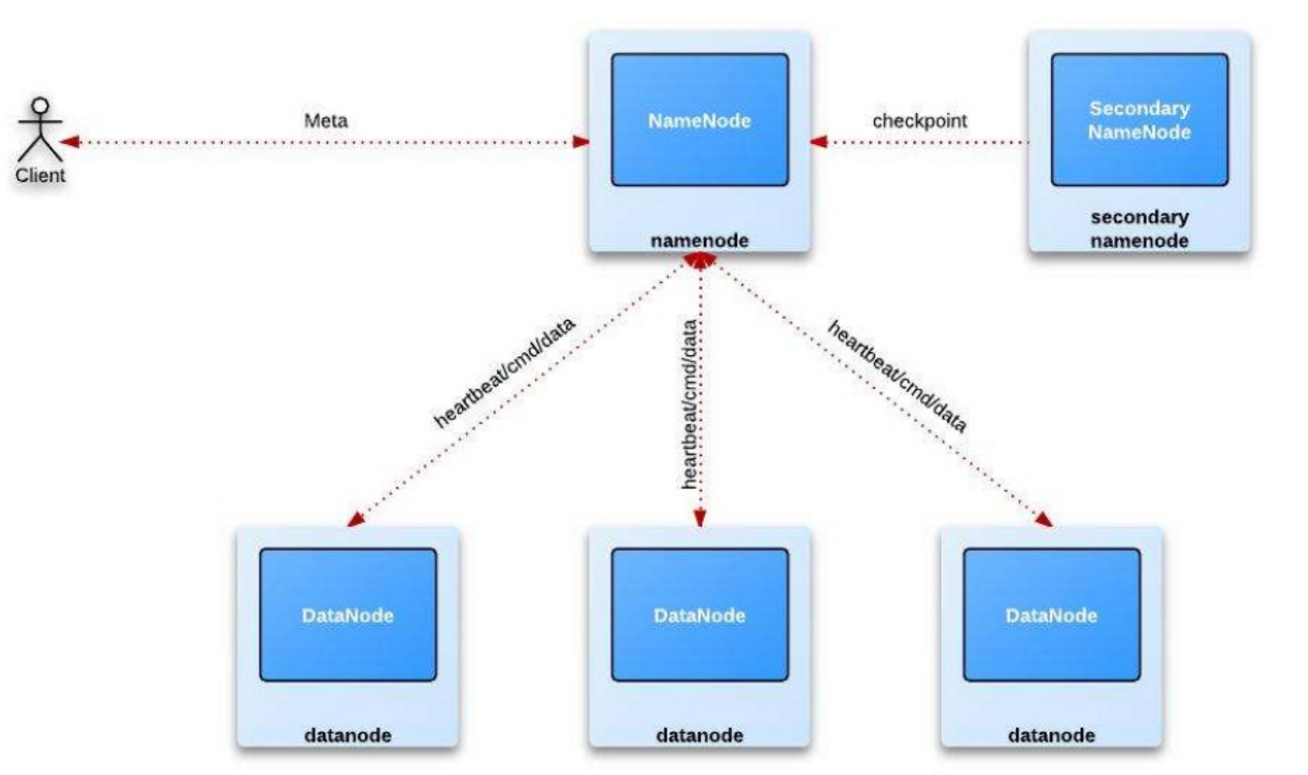 Client
Meta
NameNode
namenode
checkpoint
Secondary
NameNode
secondary
namenode
heartbeat/cmd/data
heartbeat/cmd/data
heartbeat/cmd/data
DataNode
datanode
DataNode
datanode
DataNode
datanode